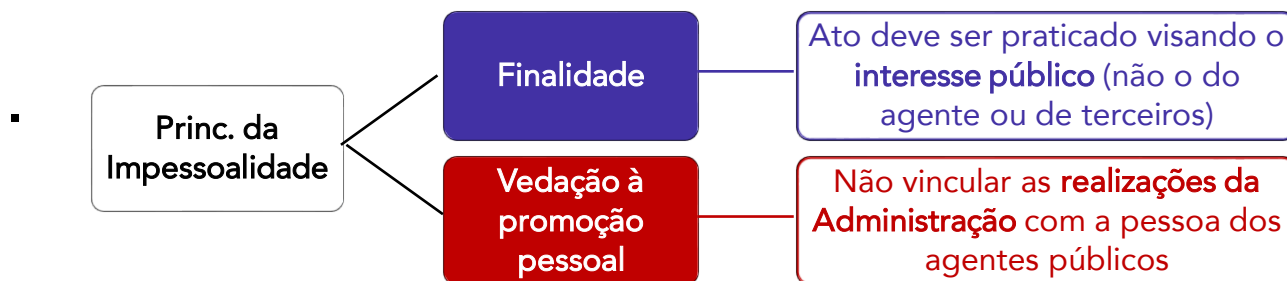 Princ. da
Impessoalidade
Finalidade
Ato deve ser praticado visando o
interesse público (não o do
agente ou de terceiros)
Vedação à
promoção
pessoal
Não vincular as realizações da
Administração com a pessoa dos
agentes públicos